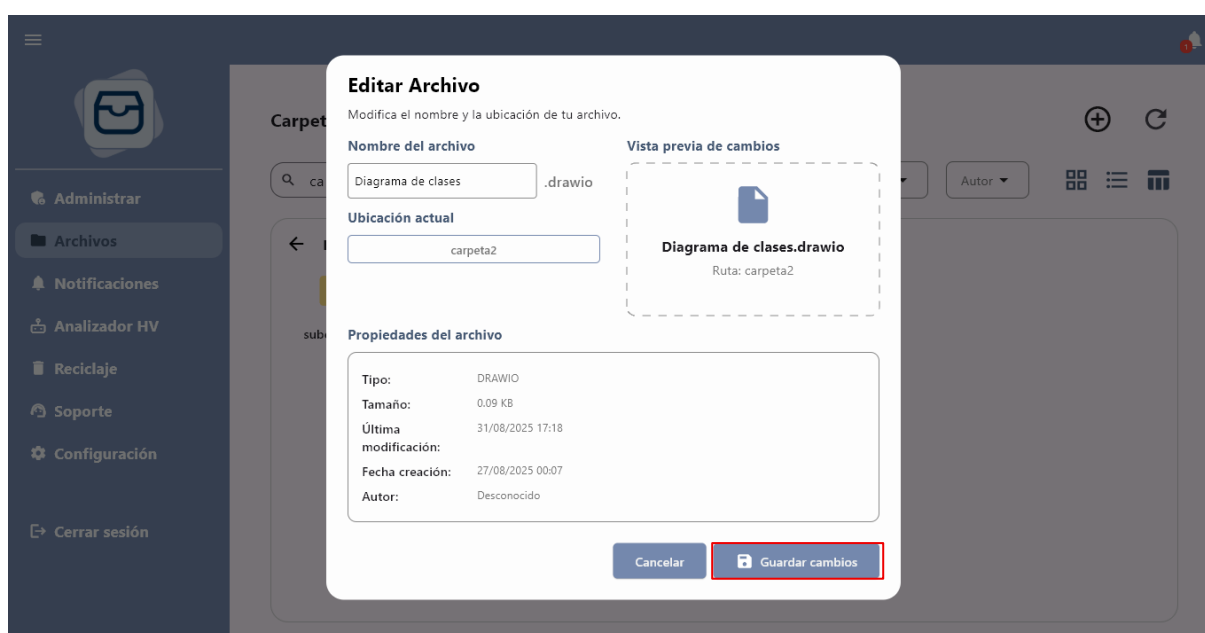 1
Editar Archivo
Modifica el nombre y la ubicación de tu archivo.
Carpet
Nombre del archivo
Vista previa de cambios
ca
Diagrama de clases
.drawio
Autor
Administrar
Ubicación actual
Archivos
carpeta2
Diagrama de clases.drawio
Ruta: carpeta2
Notificaciones
Analizador HV
sub
Propiedades del archivo
Reciclaje
Tipo: DRAWIO
Tamaño: 0.09 KB
Soporte
Última modificación: 31/08/2025 17:18
Configuración
Fecha creación: 27/08/2025 00:07
Autor: Desconocido
Cerrar sesión
Cancelar
Guardar cambios